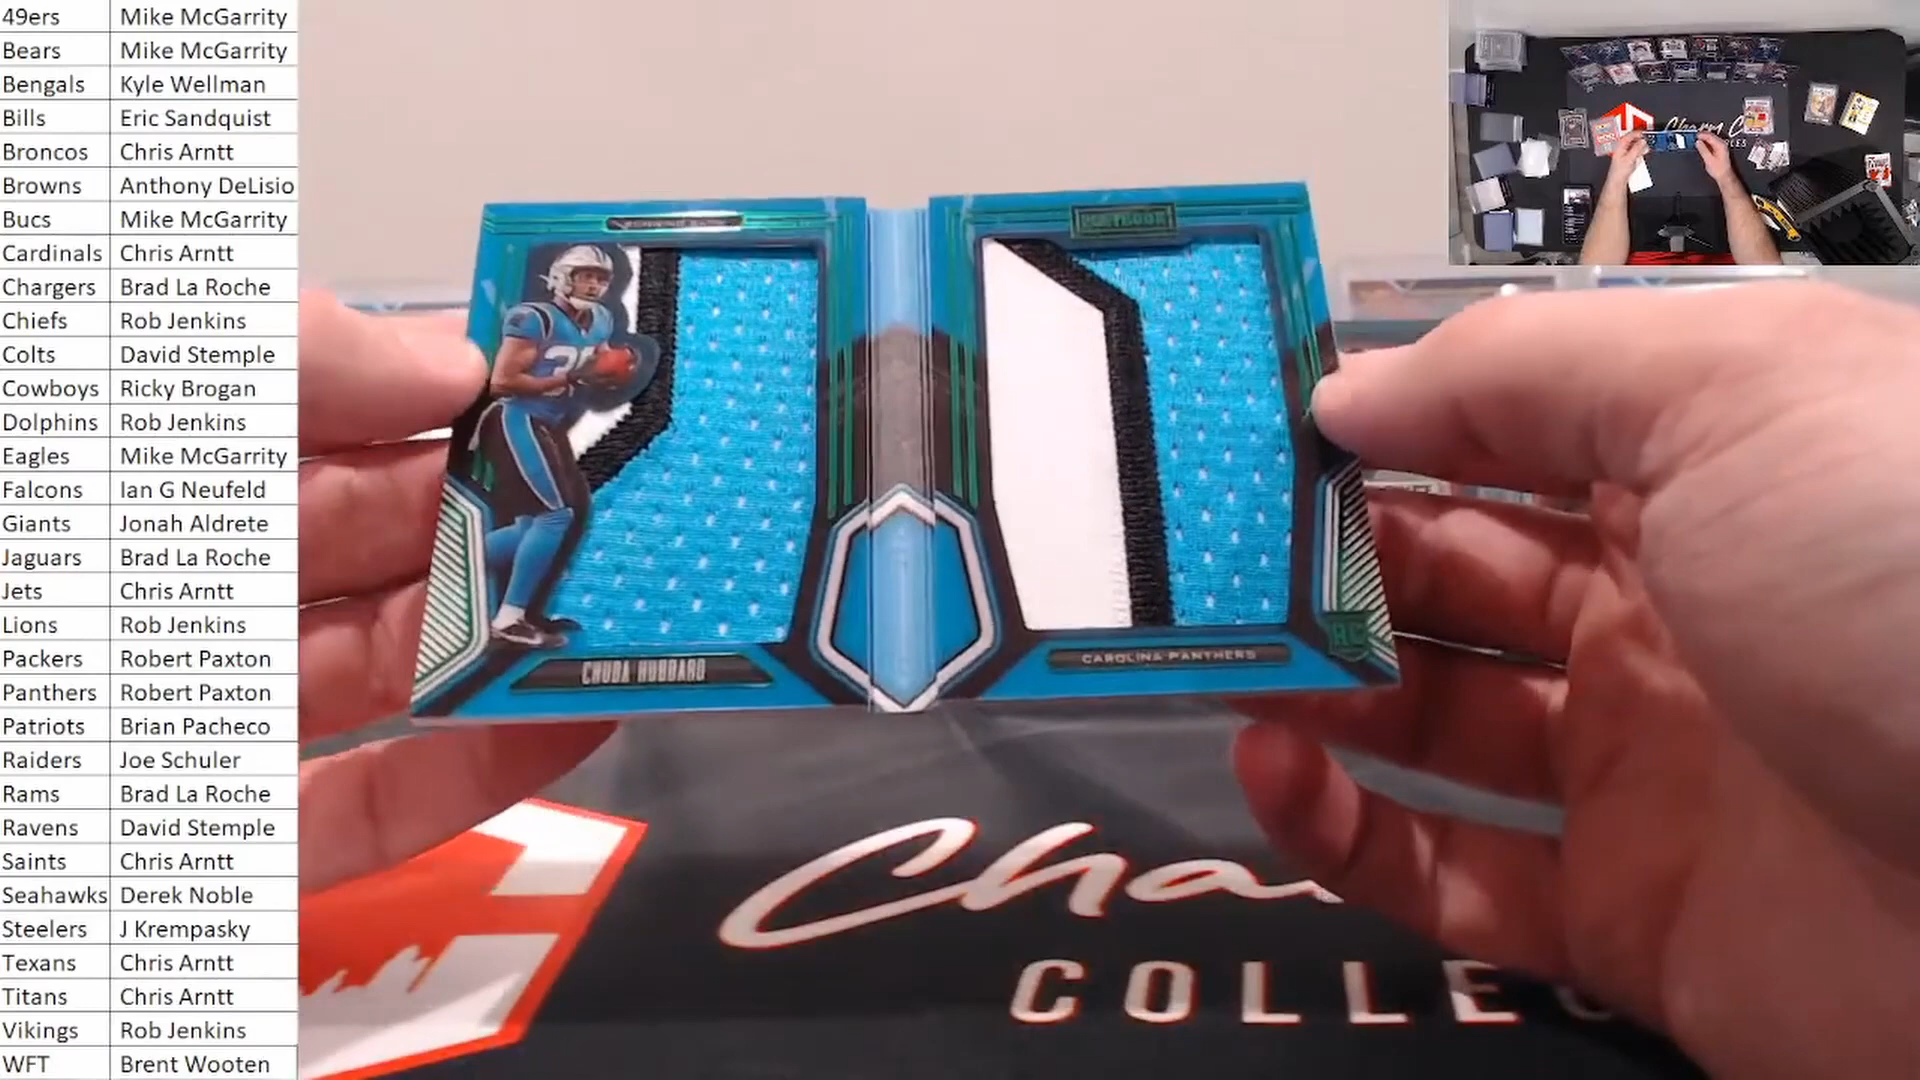 49ers Mike McGarrity
Bears Mike McGarrity
Bengals Kyle Wellman
Bills Eric Sandquist
Broncos Chris Arntt
Browns Anthony DeLisio
Bucs Mike McGarrity
Cardinals Chris Arntt
Chargers Brad La Roche
Chiefs Rob Jenkins
Colts David Stemple
Cowboys Ricky Brogan
Dolphins Rob Jenkins
Eagles Mike McGarrity
Falcons Ian G Neufeld
Giants Jonah Aldrete
Jaguars Brad La Roche
Jets Chris Arntt
Lions Rob Jenkins
Packers Robert Paxton
Panthers Robert Paxton
Patriots Brian Pacheco
Raiders Joe Schuler
Rams Brad La Roche
Ravens David Stemple
Saints Chris Arntt
Seahawks Derek Noble
Steelers J Krempasky
Texans Chris Arntt
Titans Chris Arntt
Vikings Rob Jenkins
WFT Brent Wooten
PLAYBOOK
CHUBA HUBBARD
CAROLINA PANTHERS
RC
Cha
COLLEC
Charm C